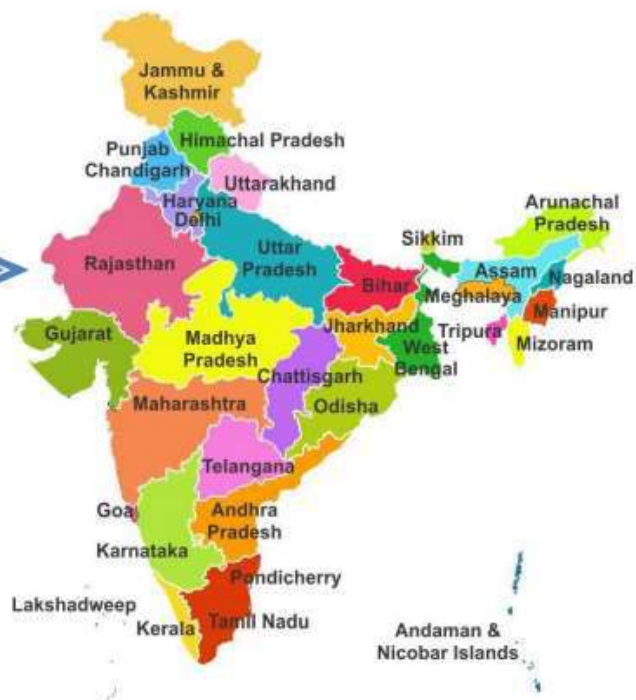 Jammu &
Kashmir
Himachal Pradesh
Punjab
Chandigarh
Uttarakhand
Haryana
Delhi
Arunachal
Pradesh
Sikkim
Uttar
Pradesh
Rajasthan
Assam
Nagaland
Bihar
Meghalaya
Manipur
Gujarat
Jharkhand
Tripura
Madhya
Pradesh
West
Bengal
Mizoram
Chattisgarh
Maharashtra
Odisha
Telangana
Goa
Andhra
Pradesh
Karnataka
Pondicherry
Lakshadweep
Kerala
Tamil Nadu
Andaman &
Nicobar Islands